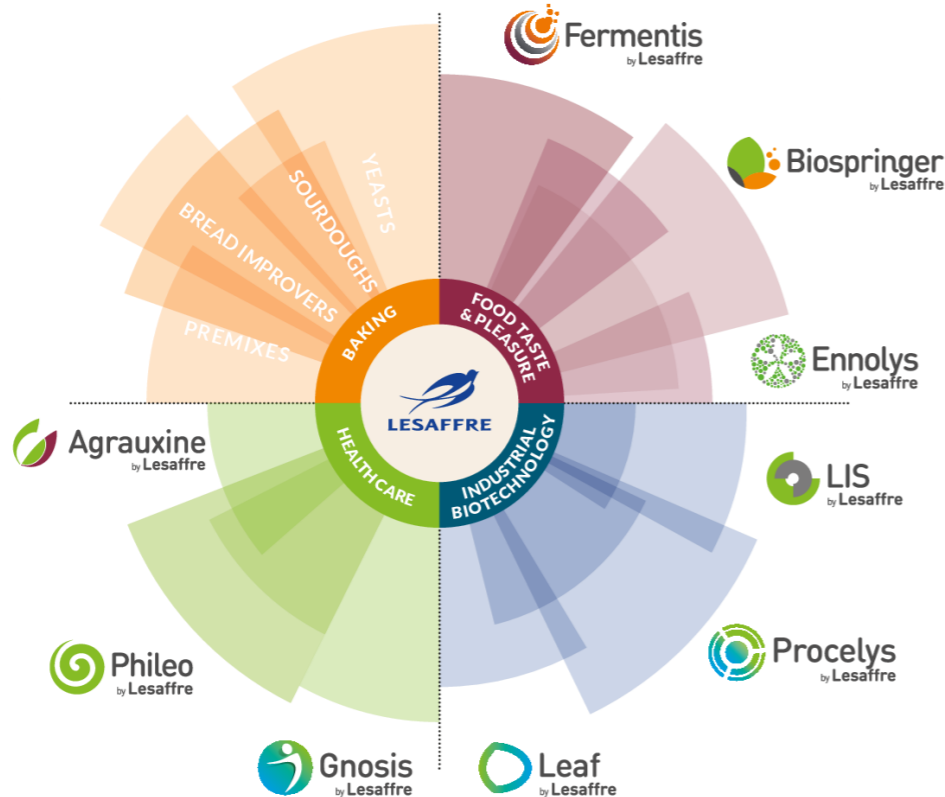 Fermentis
by Lesaffre
Biospringer
by Lesaffre
YEASTS
SOURDOUGHS
BREAD IMPROVERS
PREMIXES
BAKING
FOOD TASTE
& PLEASURE
LESAFFRE
HEALTH CARE
INDUSTRIAL
BIOTECHNOLOGY
Ennolys
by Lesaffre
Agrauxine
by Lesaffre
LIS
by Lesaffre
Phileo
by Lesaffre
Procelys
by Lesaffre
Gnosis
by Lesaffre
Leaf
by Lesaffre